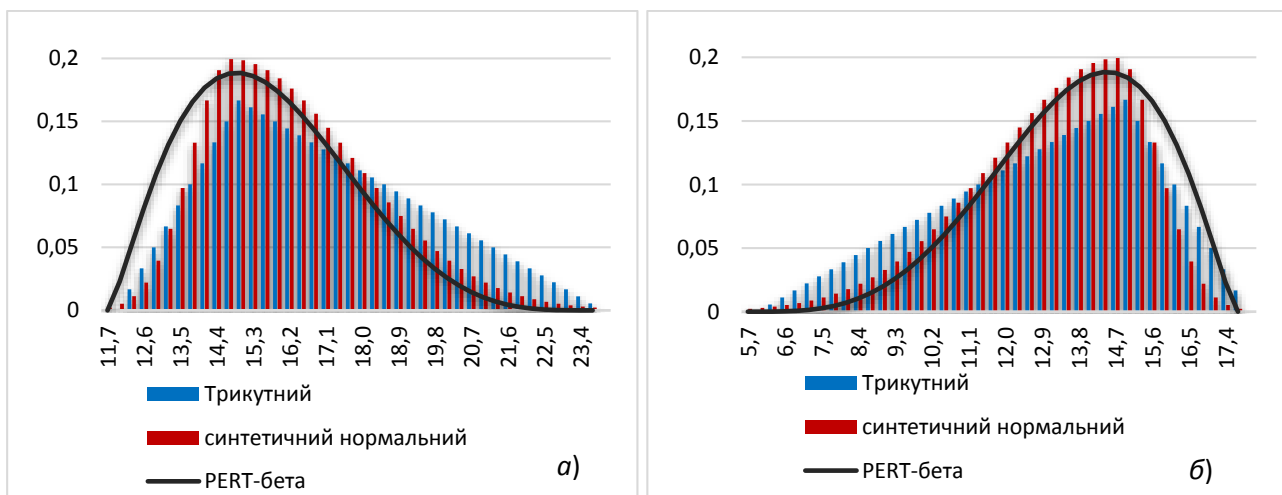 0,2
0,15
0,1
0,05
0
11,7 12,6 13,5 14,4 15,3 16,2 17,1 18,0 18,9 19,8 20,7 21,6 22,5 23,4
Трикутний
синтетичний нормальний
PERT-бета
а)
0,2
0,15
0,1
0,05
0
5,7 6,6 7,5 8,4 9,3 10,2 11,1 12,0 12,9 13,8 14,7 15,6 16,5 17,4
Трикутний
синтетичний нормальний
PERT-бета
б)